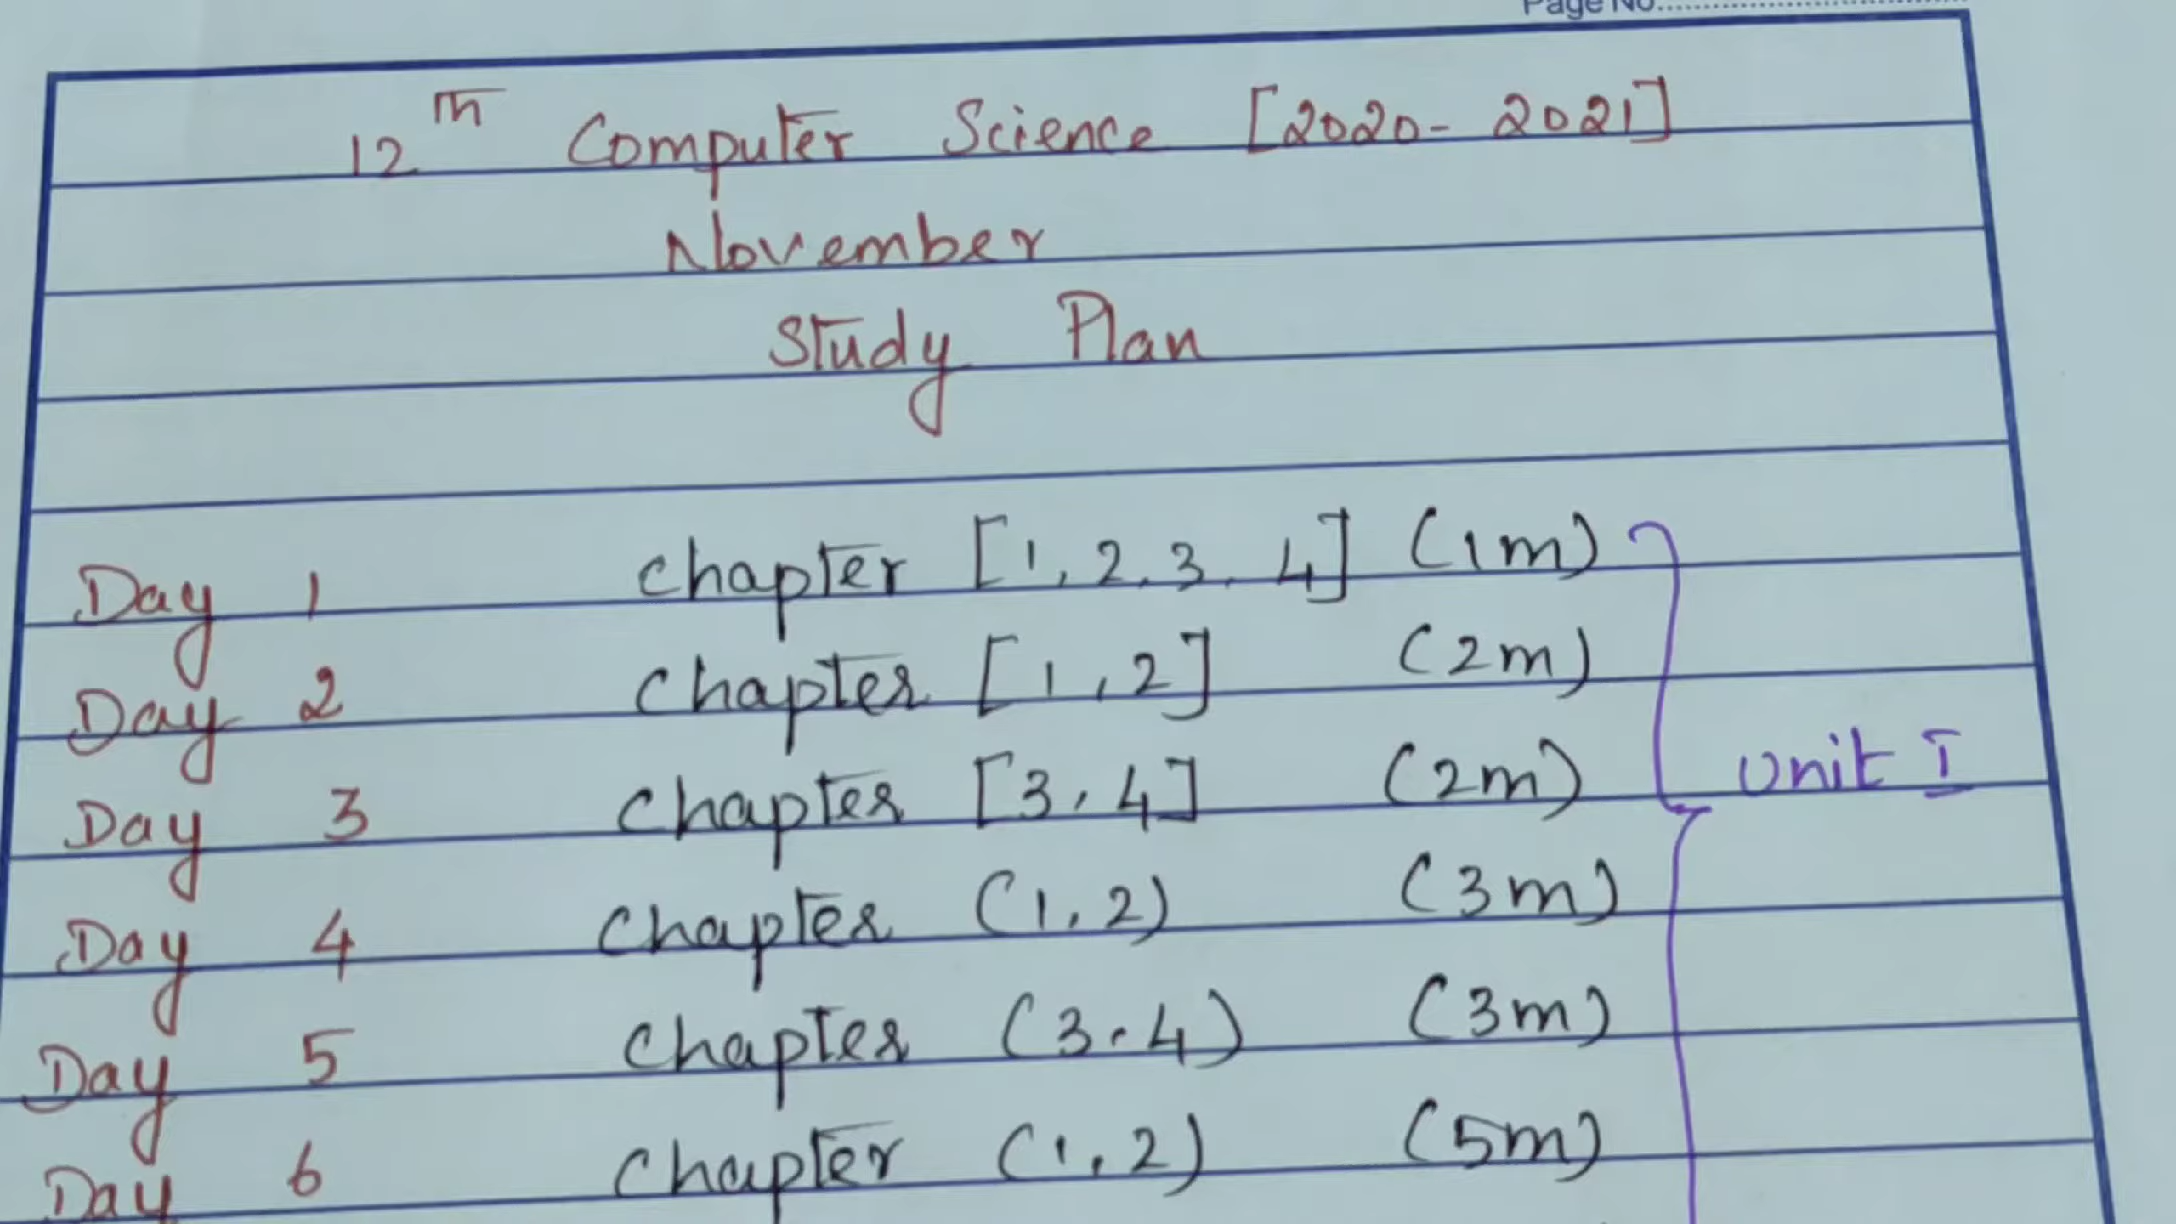 Page No.
12th Computer Science [2020-2021]
November
Study Plan
Day 1 Chapter [1, 2, 3, 4] (1m)
Day 2 Chapter [1, 2] (2m)
Day 3 Chapter [3, 4] (2m) Unit I
Day 4 Chapter (1, 2) (3m)
Day 5 Chapter (3, 4) (3m)
Day 6 Chapter (1, 2) (5m)